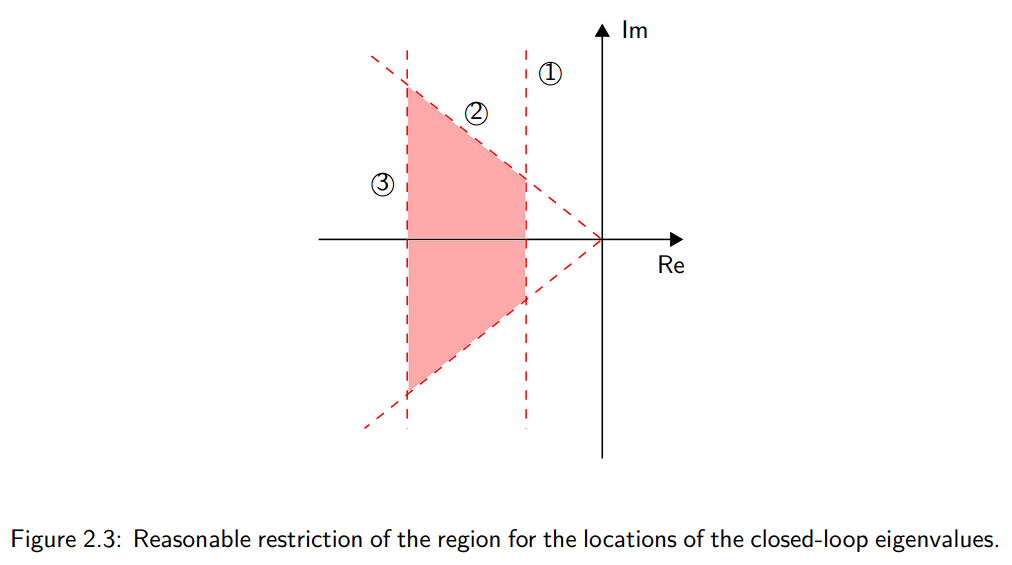 Im
①
②
③
Re
Figure 2.3: Reasonable restriction of the region for the locations of the closed-loop eigenvalues.